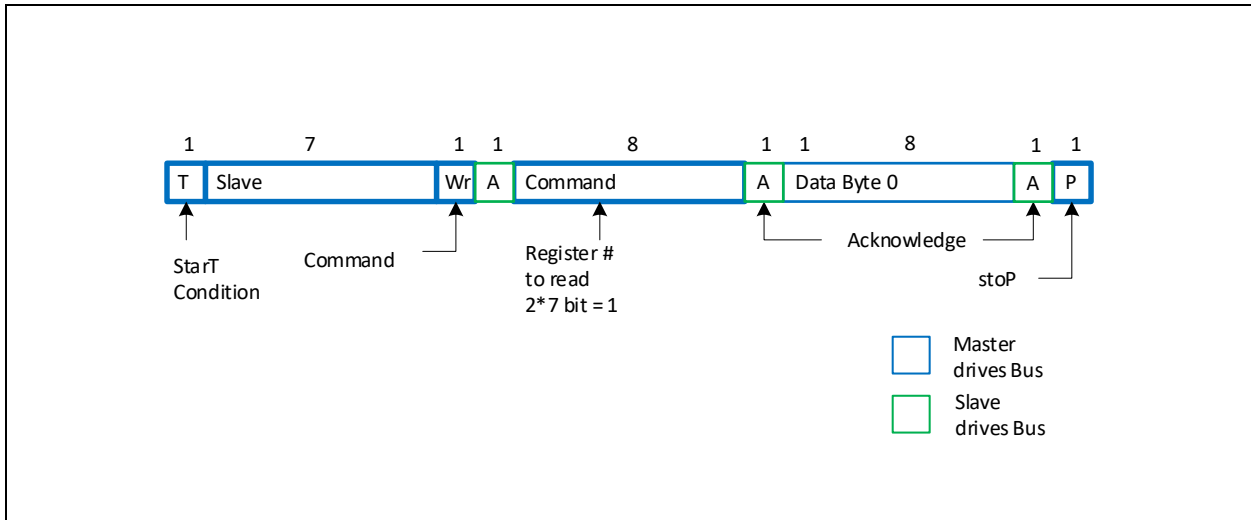 1 7 1 1 8 1 1 8 1 1
T Slave Wr A Command A Data Byte 0 A P
StarT
Condition
Command
Register #
to read
2*7 bit = 1
Acknowledge
stoP
Master
drives Bus
Slave
drives Bus